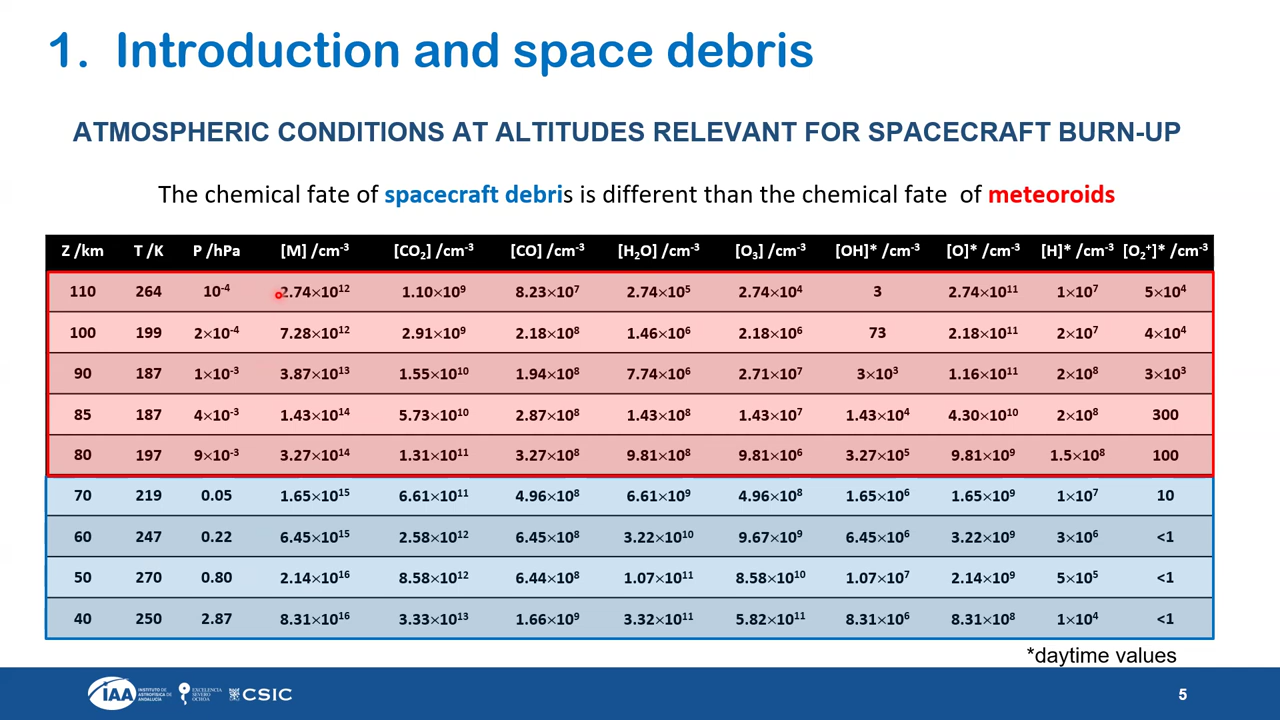 1. Introduction and space debris
ATMOSPHERIC CONDITIONS AT ALTITUDES RELEVANT FOR SPACECRAFT BURN-UP
The chemical fate of spacecraft debris is different than the chemical fate of meteoroids
Z /km T /K P /hPa [M] /cm⁻³ [CO₂] /cm⁻³ [CO] /cm⁻³ [H₂O] /cm⁻³ [O₃] /cm⁻³ [OH]* /cm⁻³ [O]* /cm⁻³ [H]* /cm⁻³ [O₂⁺]* /cm⁻³
110 264 10⁻⁴ 2.74×10¹² 1.10×10⁹ 8.23×10⁷ 2.74×10⁵ 2.74×10⁴ 3 2.74×10¹¹ 1×10⁷ 5×10⁴
100 199 2×10⁻⁴ 7.28×10¹² 2.91×10⁹ 2.18×10⁸ 1.46×10⁶ 2.18×10⁶ 73 2.18×10¹¹ 2×10⁷ 4×10⁴
90 187 1×10⁻³ 3.87×10¹³ 1.55×10¹⁰ 1.94×10⁸ 7.74×10⁶ 2.71×10⁷ 3×10³ 1.16×10¹¹ 2×10⁸ 3×10³
85 187 4×10⁻³ 1.43×10¹⁴ 5.73×10¹⁰ 2.87×10⁸ 1.43×10⁸ 1.43×10⁷ 1.43×10⁴ 4.30×10¹⁰ 2×10⁸ 300
80 197 9×10⁻³ 3.27×10¹⁴ 1.31×10¹¹ 3.27×10⁸ 9.81×10⁸ 9.81×10⁶ 3.27×10⁵ 9.81×10⁹ 1.5×10⁸ 100
70 219 0.05 1.65×10¹⁵ 6.61×10¹¹ 4.96×10⁸ 6.61×10⁹ 4.96×10⁸ 1.65×10⁶ 1.65×10⁹ 1×10⁷ 10
60 247 0.22 6.45×10¹⁵ 2.58×10¹² 6.45×10⁸ 3.22×10¹⁰ 9.67×10⁹ 6.45×10⁶ 3.22×10⁹ 3×10⁶ <1
50 270 0.80 2.14×10¹⁶ 8.58×10¹² 6.44×10⁸ 1.07×10¹¹ 8.58×10¹⁰ 1.07×10⁷ 2.14×10⁹ 5×10⁵ <1
40 250 2.87 8.31×10¹⁶ 3.33×10¹³ 1.66×10⁹ 3.32×10¹¹ 5.82×10¹¹ 8.31×10⁶ 8.31×10⁸ 1×10⁴ <1
*daytime values
IAA INSTITUTO DE ASTROFÍSICA DE ANDALUCÍA
EXCELENCIA SEVERO OCHOA
CSIC
5